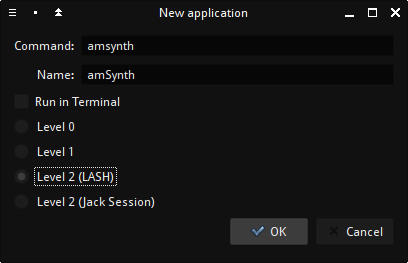 New application
Command: amsynth
Name: amSynth
Run in Terminal
Level 0
Level 1
Level 2 (LASH)
Level 2 (Jack Session)
OK Cancel